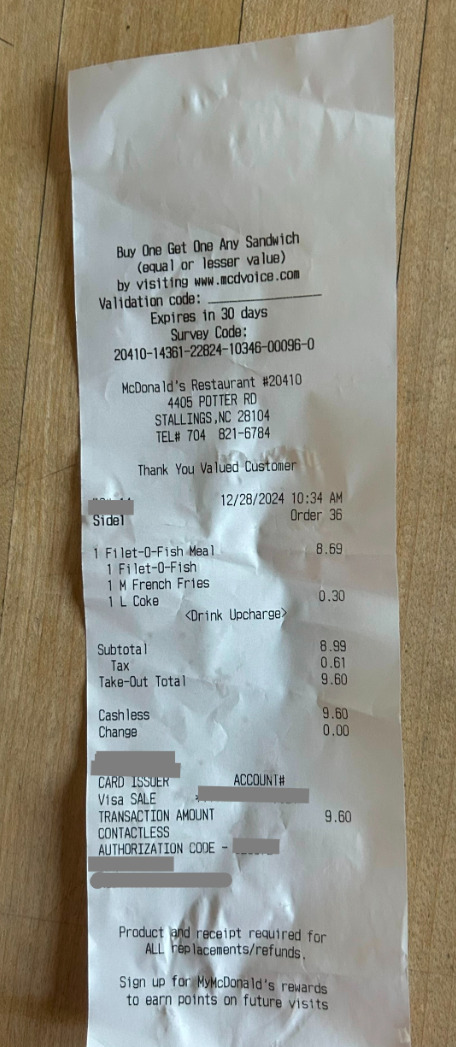 Buy One Get One Any Sandwich
(equal or lesser value)
by visiting www.mcdvoice.com
Validation code: ____________
Expires in 30 days
Survey Code:
20410-14361-22824-10346-00096-0
McDonald's Restaurant #20410
4405 POTTER RD
STALLINGS,NC 28104
TEL# 704 821-6784
Thank You Valued Customer
12/28/2024 10:34 AM
Side1 Order 36
1 Filet-O-Fish Meal 8.69
1 Filet-O-Fish
1 M French Fries
1 L Coke 0.30
<Drink Upcharge>
Subtotal 8.99
Tax 0.61
Take-Out Total 9.60
Cashless 9.60
Change 0.00
CARD ISSUER ACCOUNT#
Visa SALE
TRANSACTION AMOUNT 9.60
CONTACTLESS
AUTHORIZATION CODE -
Product and receipt required for
ALL replacements/refunds.
Sign up for MyMcDonald's rewards
to earn points on future visits